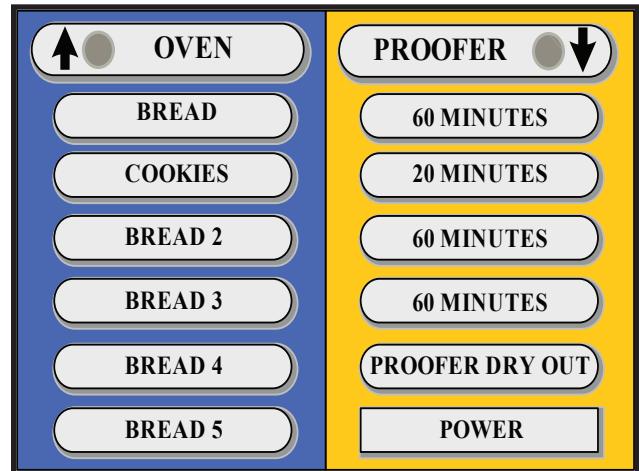 OVEN
BREAD
COOKIES
BREAD 2
BREAD 3
BREAD 4
BREAD 5
PROOFER
60 MINUTES
20 MINUTES
60 MINUTES
60 MINUTES
PROOFER DRY OUT
POWER